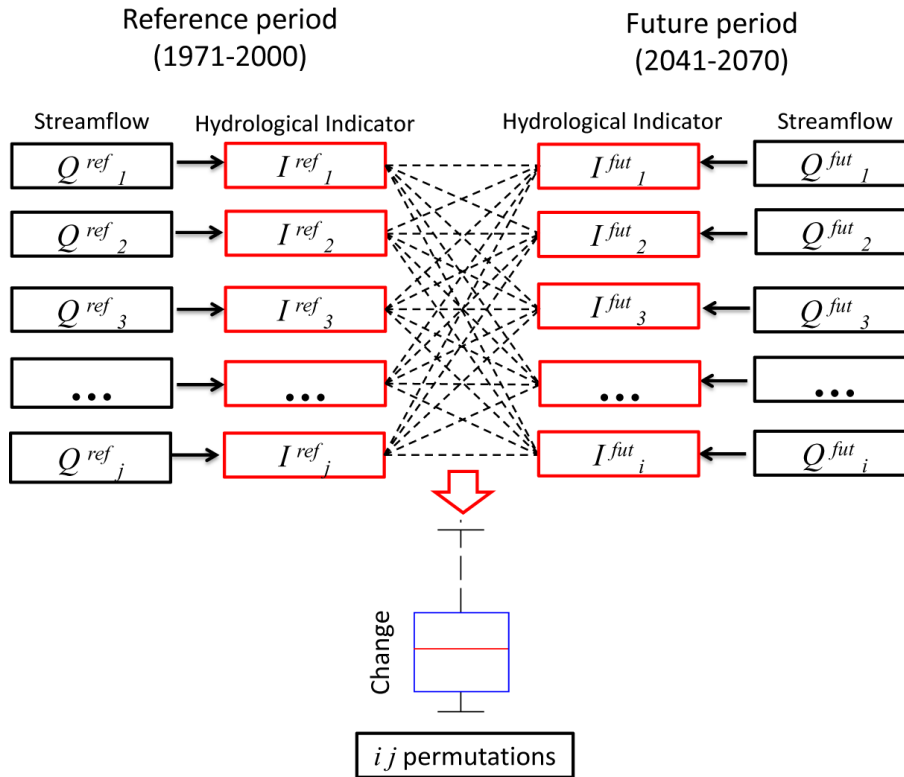 Reference period
(1971-2000)
Future period
(2041-2070)
Streamflow
Hydrological Indicator
Hydrological Indicator
Streamflow
Q ref 1
I ref 1
I fut 1
Q fut 1
Q ref 2
I ref 2
I fut 2
Q fut 2
Q ref 3
I ref 3
I fut 3
Q fut 3
...
...
...
...
Q ref j
I ref j
I fut i
Q fut i
Change
i j permutations